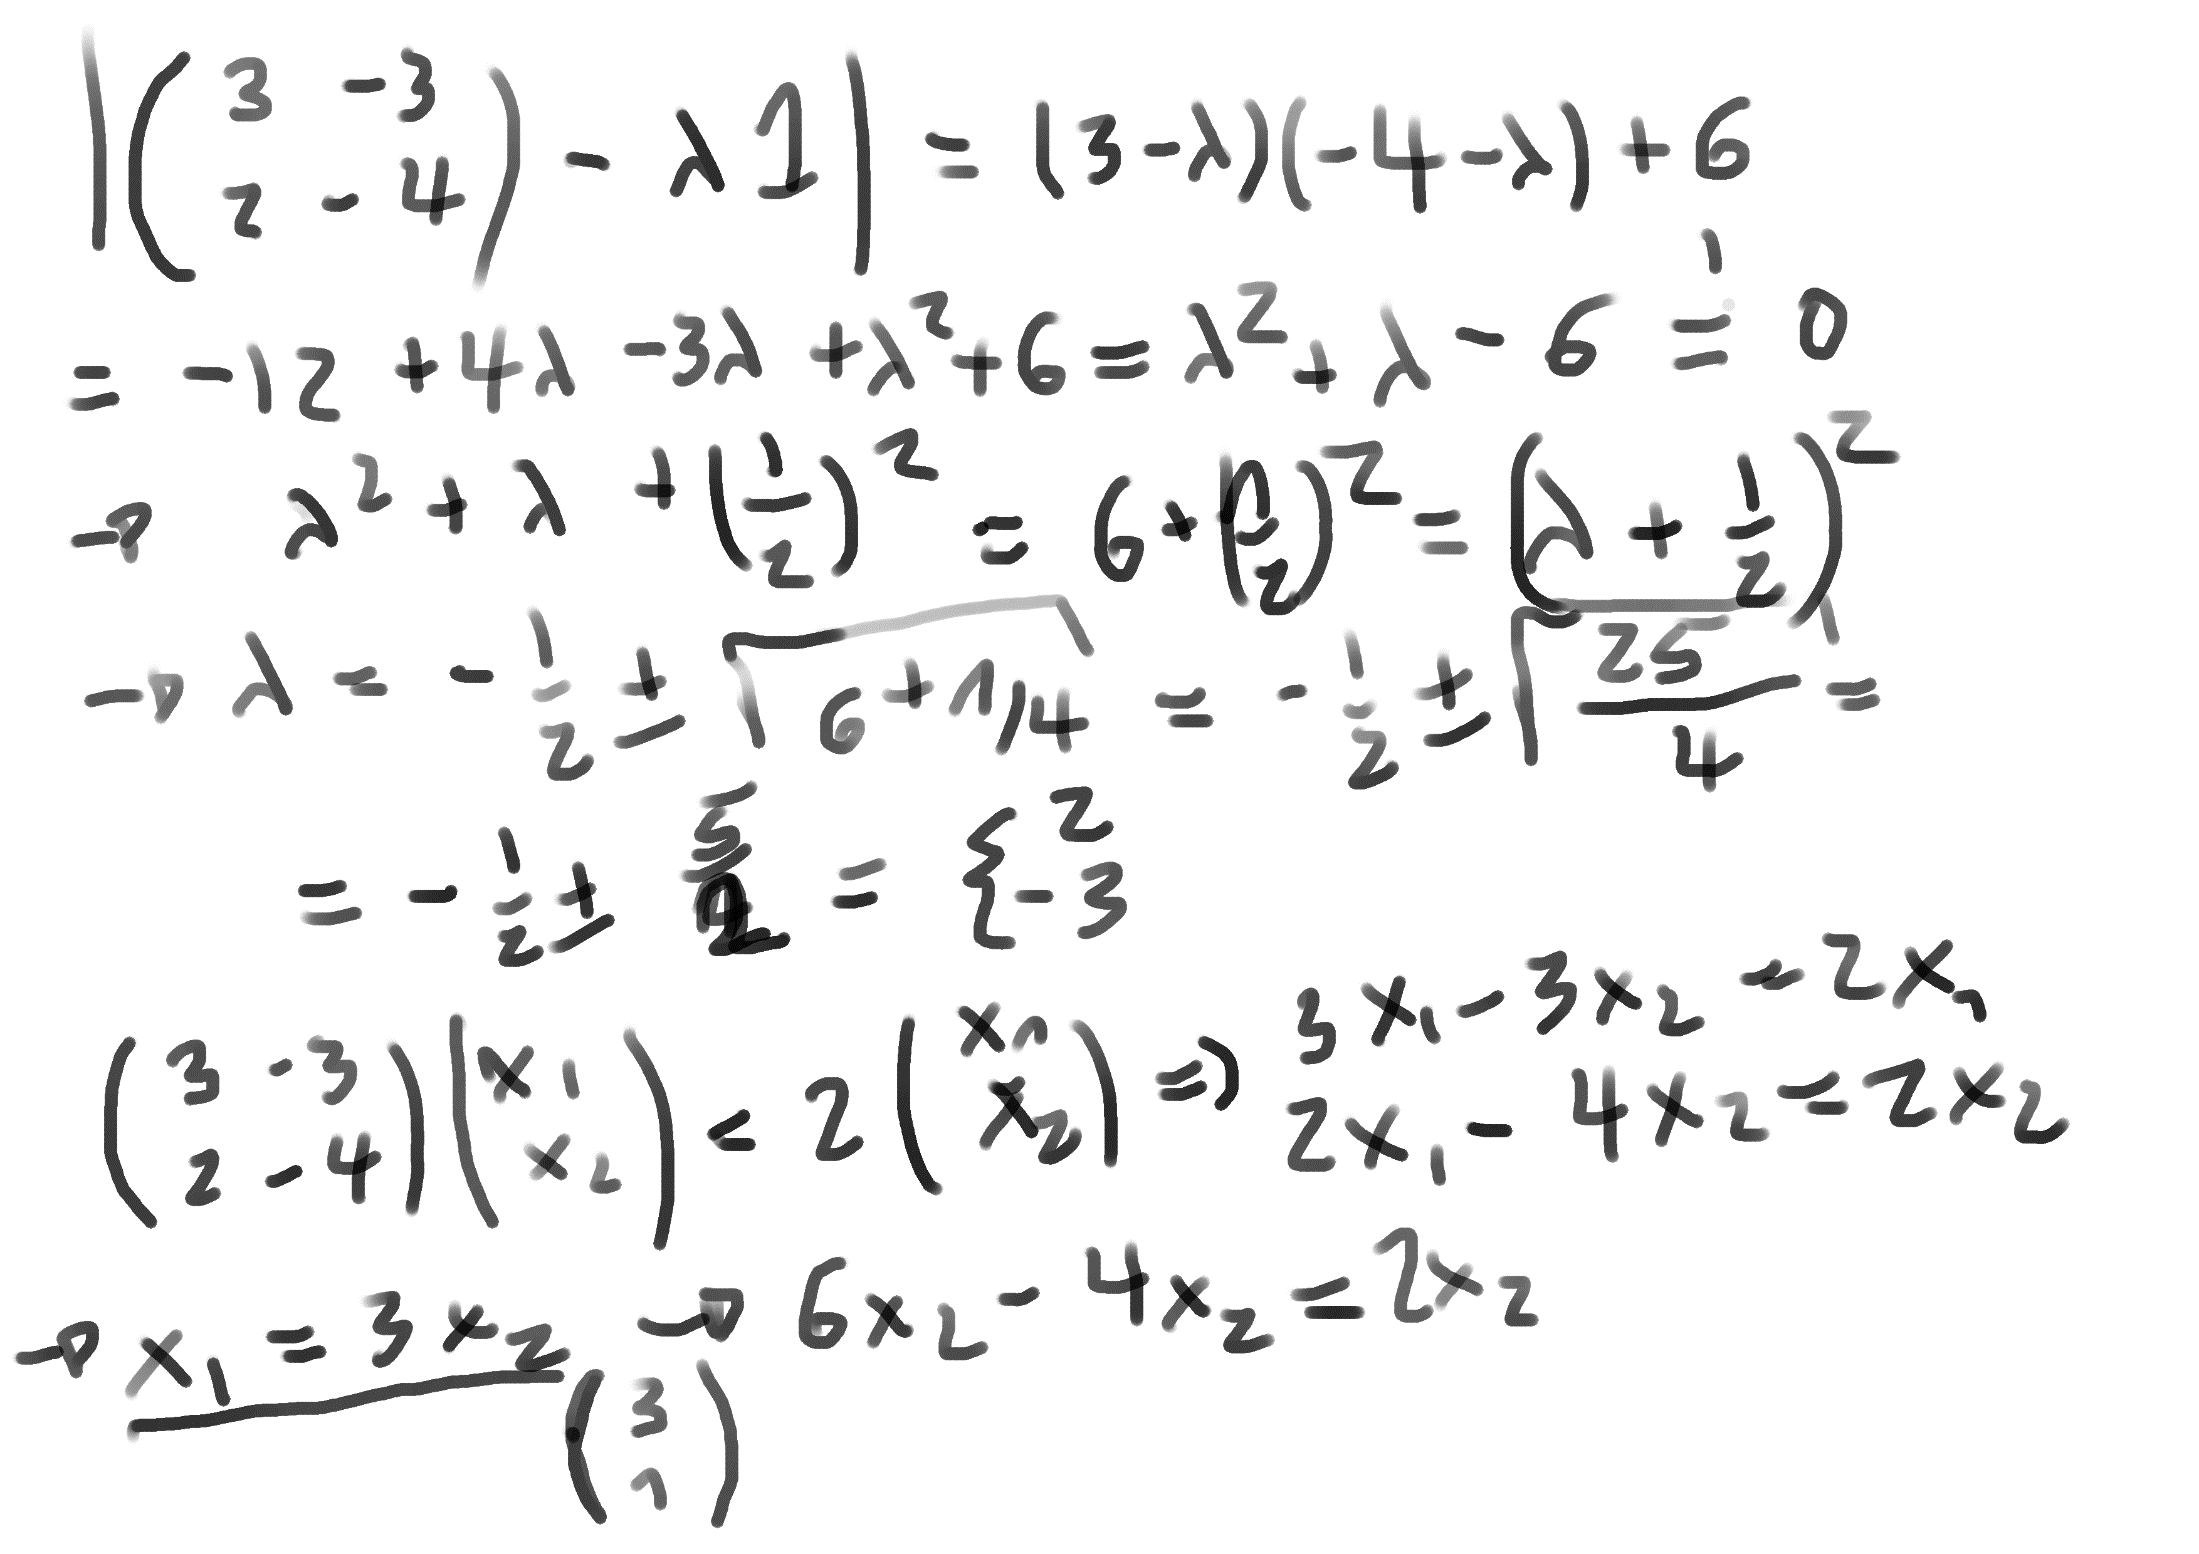 |(3 -3; 2 -4) - λ1| = (3-λ)(-4-λ) + 6
= -12 + 4λ - 3λ + λ² + 6 = λ² + λ - 6 =! 0
→ λ² + λ + (1/2)² = 6 + (1/2)² = (λ + 1/2)²
→ λ = - 1/2 ± √(6 + 1/4) = - 1/2 ± √(25/4) =
= - 1/2 ± 5/2 = { 2 -3
(3 -3; 2 -4)(x₁; x₂) = 2(x₁; x₂) ⇒ 3x₁ - 3x₂ = 2x₁
2x₁ - 4x₂ = 2x₂
→ x₁ = 3x₂ → 6x₂ - 4x₂ = 2x₂
(3; 1)